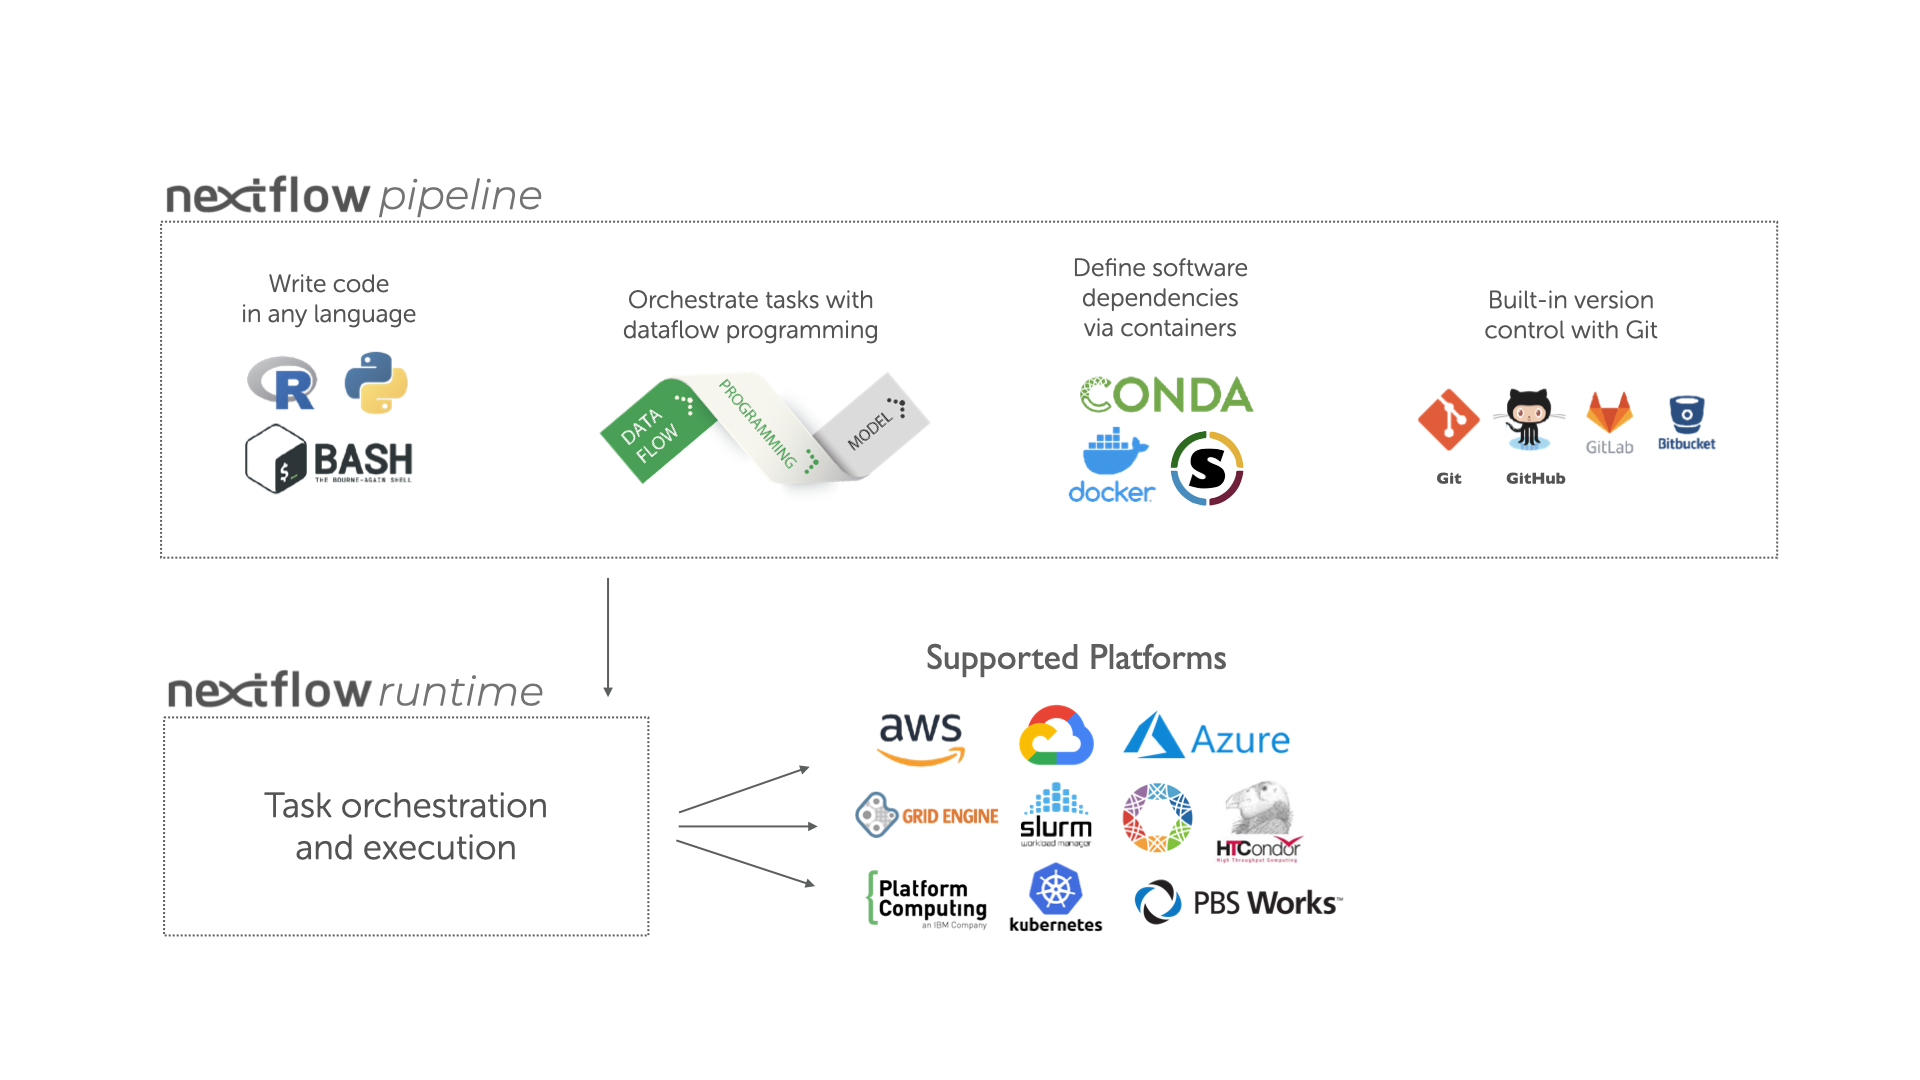 nextflow pipeline
Write code
in any language
R
BASH
THE BOURNE-AGAIN SHELL
$_
Orchestrate tasks with
dataflow programming
DATA
FLOW
PROGRAMMING
MODEL
Define software
dependencies
via containers
CONDA
docker
S
Built-in version
control with Git
Git
GitHub
GitLab
Bitbucket
nextflow runtime
Task orchestration
and execution
Supported Platforms
aws
Azure
GRID ENGINE
slurm
workload manager
HTCondor
High Throughput Computing
Platform
Computing
an IBM Company
kubernetes
PBS Works™